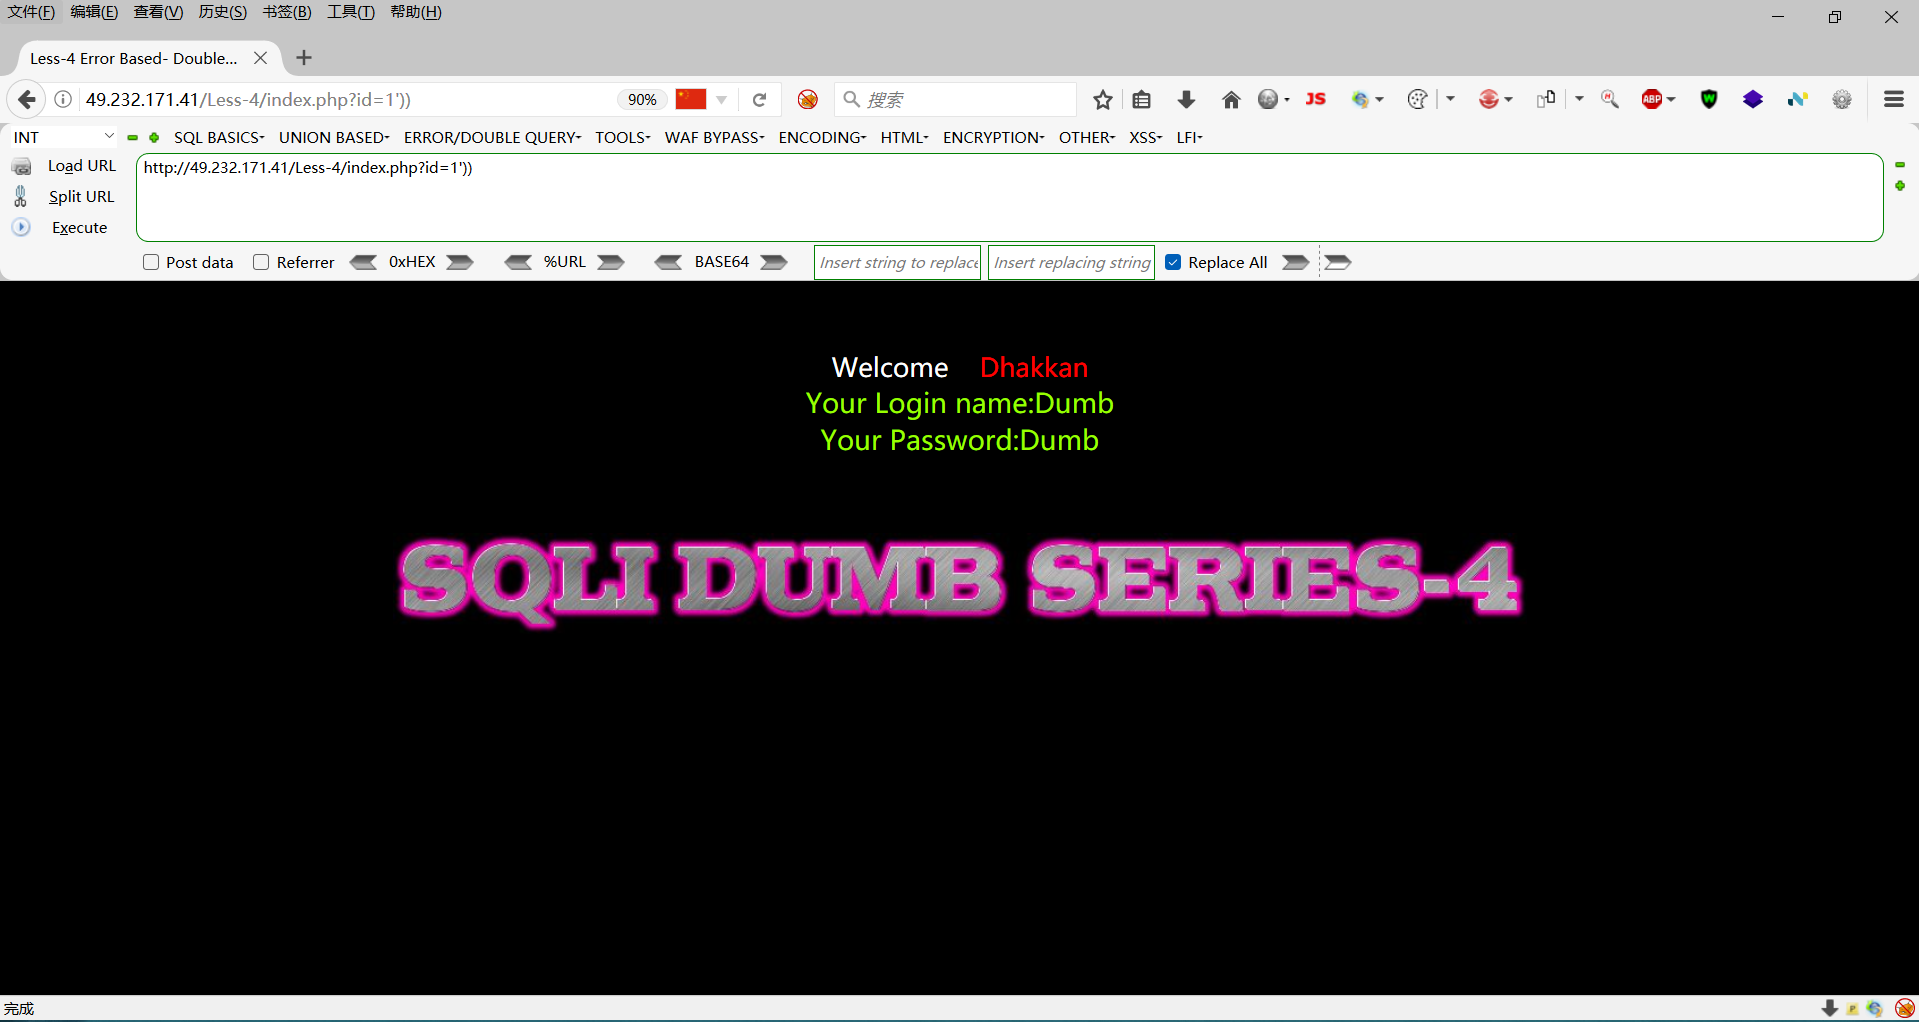 文件(F) 编辑(E) 查看(V) 历史(S) 书签(B) 工具(T) 帮助(H)
Less-4 Error Based- Double...
49.232.171.41/Less-4/index.php?id=1')) 90% 搜索 JS ABP
INT SQL BASICS UNION BASED ERROR/DOUBLE QUERY TOOLS WAF BYPASS ENCODING HTML ENCRYPTION OTHER XSS LFI
Load URL http://49.232.171.41/Less-4/index.php?id=1'))
Split URL
Execute
Post data Referrer 0xHEX %URL BASE64 Insert string to replace Insert replacing string Replace All
Welcome Dhakkan
Your Login name:Dumb
Your Password:Dumb
SQLI DUMB SERIES-4
完成